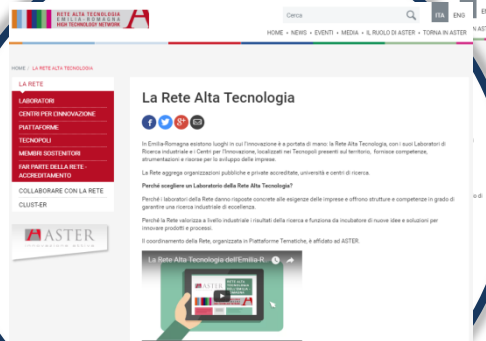 RETE ALTA TECNOLOGIA
EMILIA-ROMAGNA
HIGH TECHNOLOGY NETWORK
Cerca
ITA ENG
HOME • NEWS • EVENTI • MEDIA • IL RUOLO DI ASTER • TORNA IN ASTER
HOME / LA RETE ALTA TECNOLOGIA
LA RETE
LABORATORI
CENTRI PER L'INNOVAZIONE
PIATTAFORME
TECNOPOLI
MEMBRI SOSTENITORI
FAR PARTE DELLA RETE -
ACCREDITAMENTO
COLLABORARE CON LA RETE
CLUST-ER
ASTER
La Rete Alta Tecnologia
In Emilia-Romagna esistono luoghi in cui l'innovazione è a portata di mano: la Rete Alta Tecnologia, con i suoi Laboratori di
Ricerca industriale e i Centri per l'Innovazione, localizzati nei Tecnopoli presenti sul territorio, fornisce competenze,
strumentazioni e risorse per lo sviluppo delle imprese.
La Rete aggrega organizzazioni pubbliche e private accreditate, università e centri di ricerca.
Perché scegliere un Laboratorio della Rete Alta Tecnologia?
Perché i laboratori della Rete danno risposte concrete alle esigenze delle imprese e offrono strutture e competenze in grado di
garantire una ricerca industriale di eccellenza.
Perché la Rete valorizza a livello industriale i risultati della ricerca e funziona da incubatore di nuove idee e soluzioni per
innovare prodotti e processi.
Il coordinamento della Rete, organizzata in Piattaforme Tematiche, è affidato ad ASTER.
La Rete Alta Tecnologia dell'Emilia-R...
ASTER